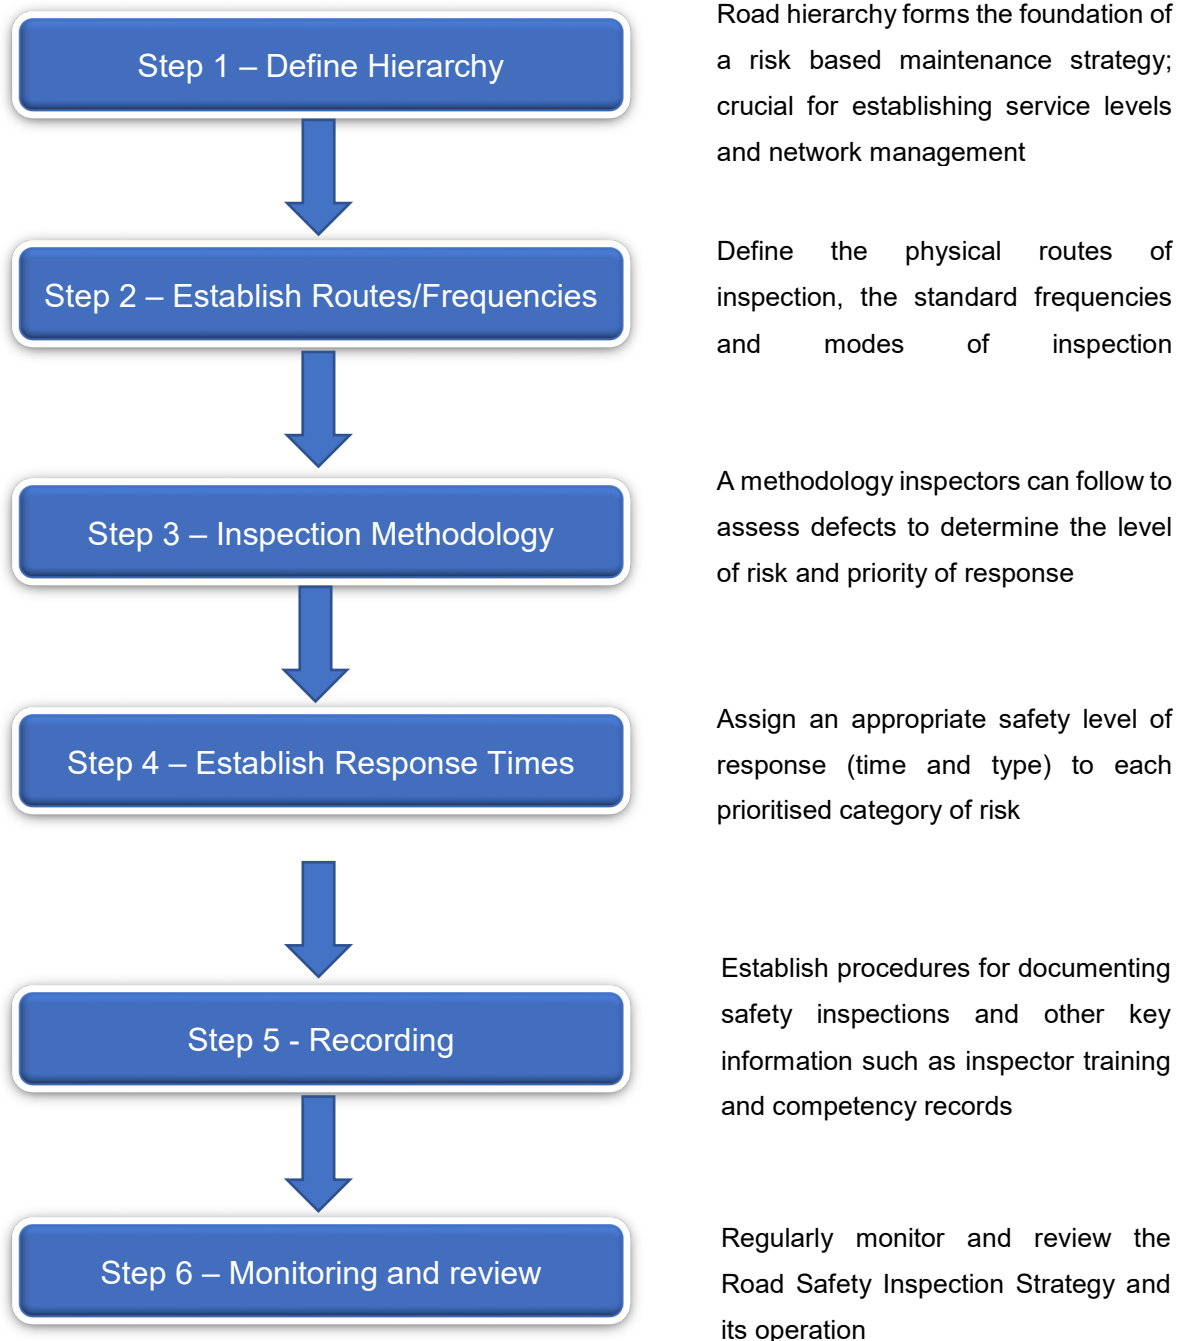 Step 1 – Define Hierarchy
Road hierarchy forms the foundation of
a risk based maintenance strategy;
crucial for establishing service levels
and network management
Step 2 – Establish Routes/Frequencies
Define the physical routes of
inspection, the standard frequencies
and modes of inspection
Step 3 – Inspection Methodology
A methodology inspectors can follow to
assess defects to determine the level
of risk and priority of response
Step 4 – Establish Response Times
Assign an appropriate safety level of
response (time and type) to each
prioritised category of risk
Step 5 - Recording
Establish procedures for documenting
safety inspections and other key
information such as inspector training
and competency records
Step 6 – Monitoring and review
Regularly monitor and review the
Road Safety Inspection Strategy and
its operation